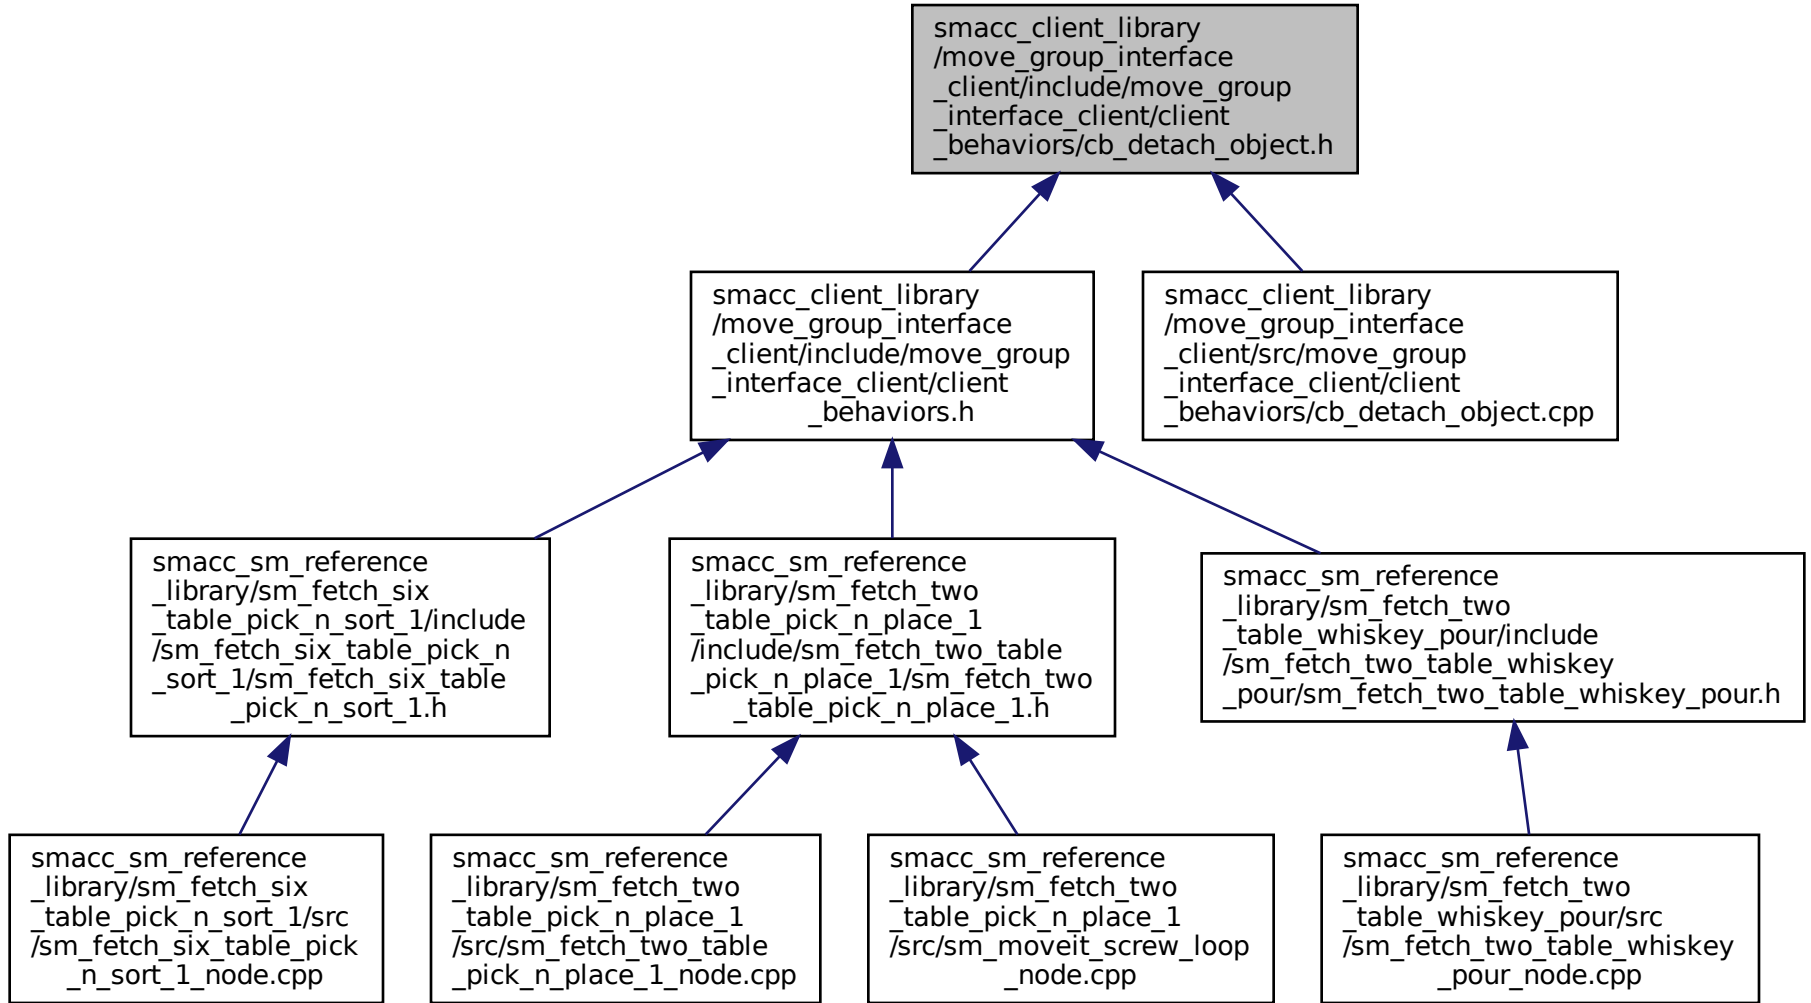 smacc_client_library
/move_group_interface
_client/include/move_group
_interface_client/client
_behaviors/cb_detach_object.h
smacc_client_library
/move_group_interface
_client/include/move_group
_interface_client/client
_behaviors.h
smacc_client_library
/move_group_interface
_client/src/move_group
_interface_client/client
_behaviors/cb_detach_object.cpp
smacc_sm_reference
_library/sm_fetch_six
_table_pick_n_sort_1/include
/sm_fetch_six_table_pick_n
_sort_1/sm_fetch_six_table
_pick_n_sort_1.h
smacc_sm_reference
_library/sm_fetch_two
_table_pick_n_place_1
/include/sm_fetch_two_table
_pick_n_place_1/sm_fetch_two
_table_pick_n_place_1.h
smacc_sm_reference
_library/sm_fetch_two
_table_whiskey_pour/include
/sm_fetch_two_table_whiskey
_pour/sm_fetch_two_table_whiskey_pour.h
smacc_sm_reference
_library/sm_fetch_six
_table_pick_n_sort_1/src
/sm_fetch_six_table_pick
_n_sort_1_node.cpp
smacc_sm_reference
_library/sm_fetch_two
_table_pick_n_place_1
/src/sm_fetch_two_table
_pick_n_place_1_node.cpp
smacc_sm_reference
_library/sm_fetch_two
_table_pick_n_place_1
/src/sm_moveit_screw_loop
_node.cpp
smacc_sm_reference
_library/sm_fetch_two
_table_whiskey_pour/src
/sm_fetch_two_table_whiskey
_pour_node.cpp